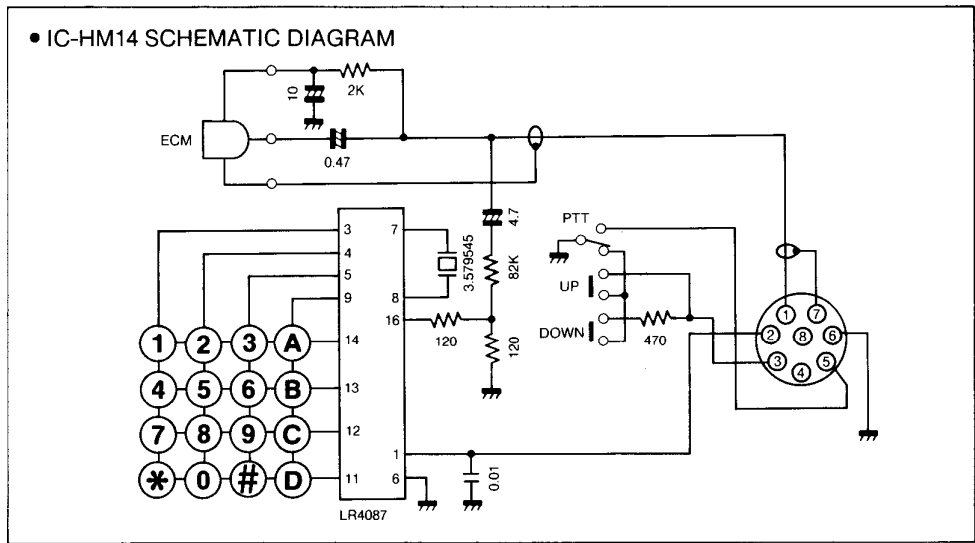 • IC-HM14 SCHEMATIC DIAGRAM
10
2K
ECM
0.47
4.7
82K
3.579545
3
4
5
9
14
13
12
11
7
8
16
1
6
LR4087
120
120
0.01
PTT
UP
DOWN
470
1
7
2
8
6
3
5
4
1 2 3 A
4 5 6 B
7 8 9 C
* 0 # D